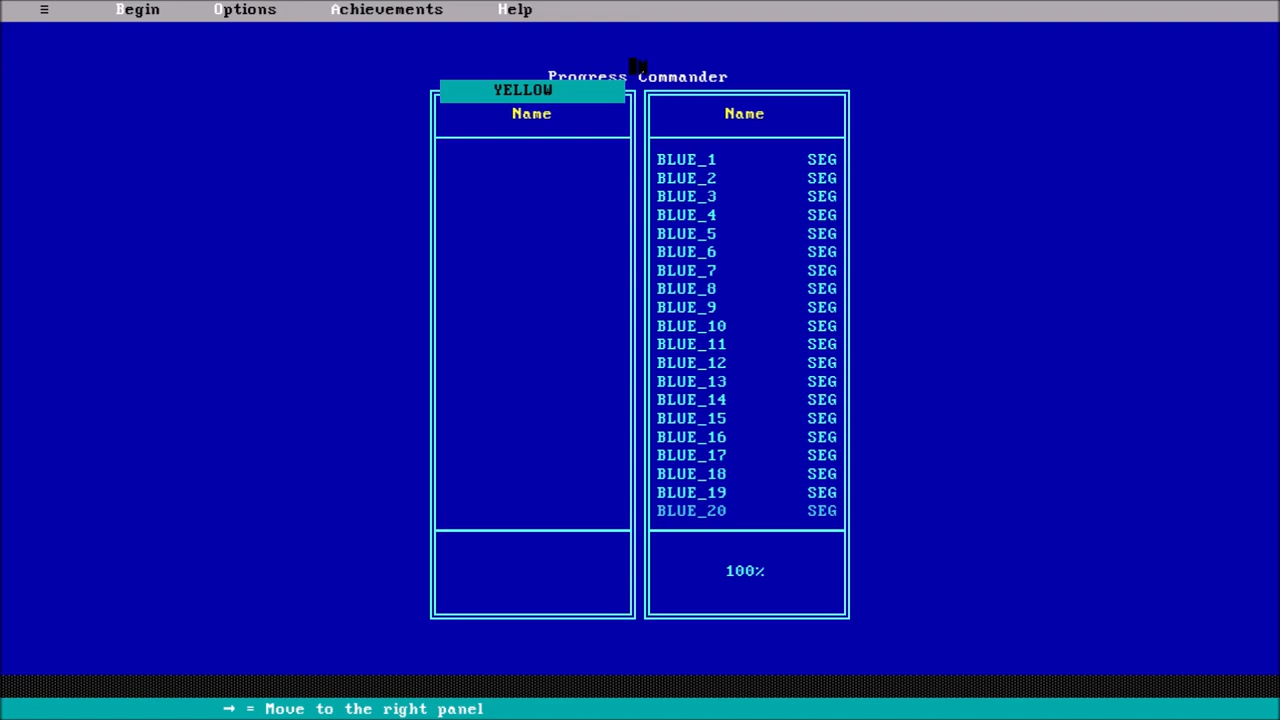 ≡ Begin Options Achievements Help
Progress Commander
YELLOW
Name Name
BLUE_1 SEG
BLUE_2 SEG
BLUE_3 SEG
BLUE_4 SEG
BLUE_5 SEG
BLUE_6 SEG
BLUE_7 SEG
BLUE_8 SEG
BLUE_9 SEG
BLUE_10 SEG
BLUE_11 SEG
BLUE_12 SEG
BLUE_13 SEG
BLUE_14 SEG
BLUE_15 SEG
BLUE_16 SEG
BLUE_17 SEG
BLUE_18 SEG
BLUE_19 SEG
BLUE_20 SEG
100%
→ = Move to the right panel